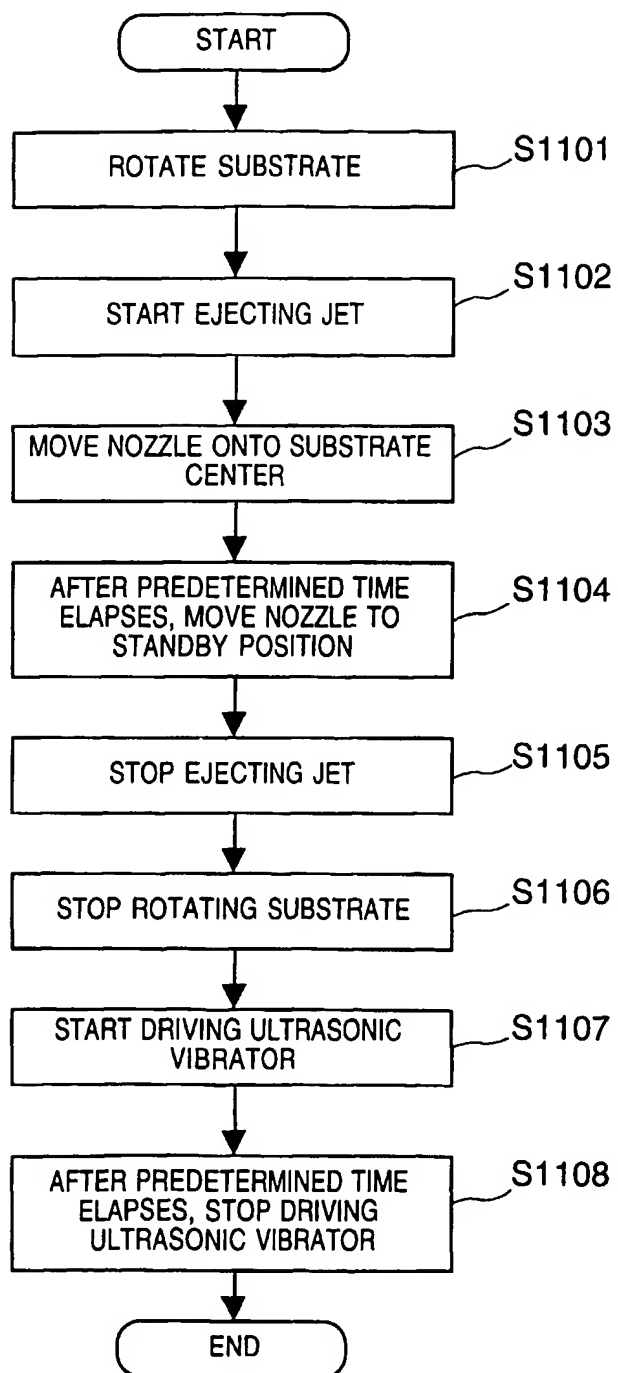 START
ROTATE SUBSTRATE
S1101
START EJECTING JET
S1102
MOVE NOZZLE ONTO SUBSTRATE
CENTER
S1103
AFTER PREDETERMINED TIME
ELAPSES, MOVE NOZZLE TO
STANDBY POSITION
S1104
STOP EJECTING JET
S1105
STOP ROTATING SUBSTRATE
S1106
START DRIVING ULTRASONIC
VIBRATOR
S1107
AFTER PREDETERMINED TIME
ELAPSES, STOP DRIVING
ULTRASONIC VIBRATOR
S1108
END